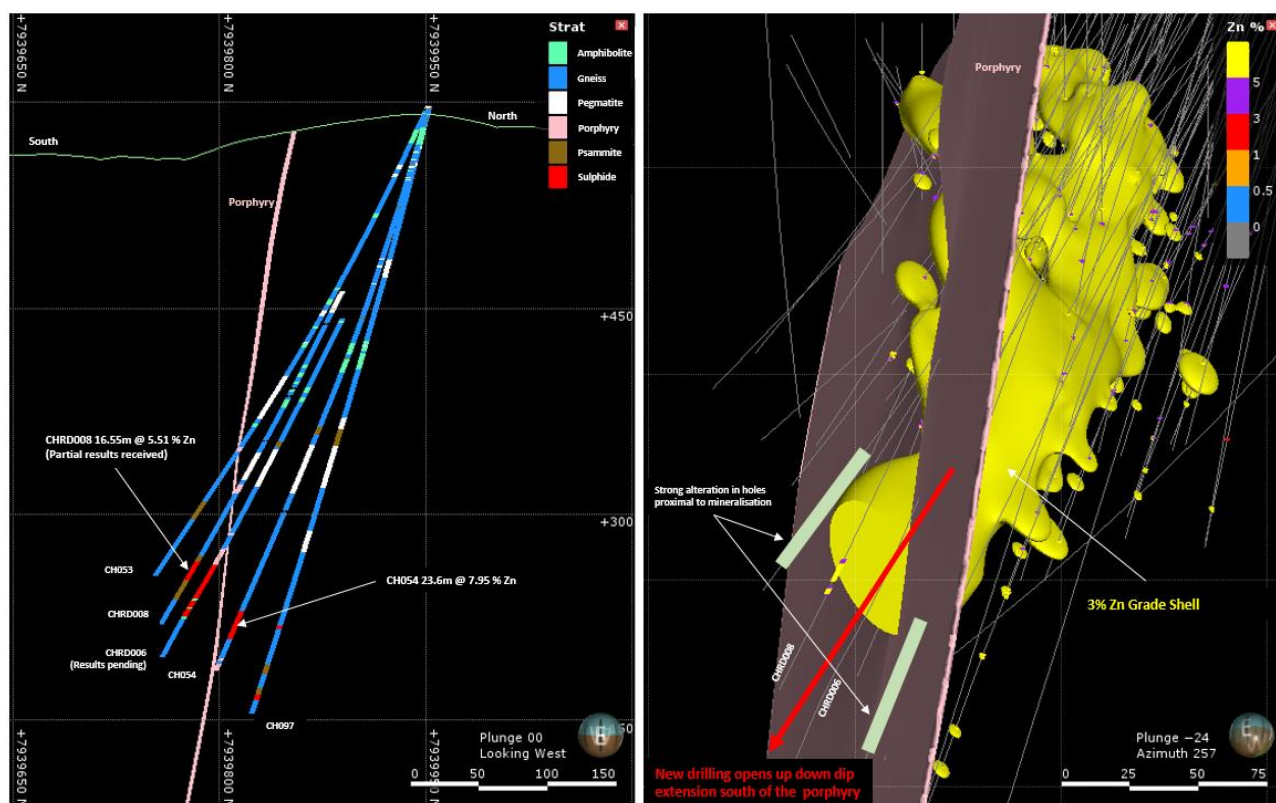 +7939650 N
+7939800 N
+7939950 N
Strat
Amphibolite
Gneiss
Pegmatite
Porphyry
Psammite
Sulphide
South
North
Porphyry
+450
CHRD008 16.55m @ 5.51 % Zn
(Partial results received)
+300
CH053
CH054 23.6m @ 7.95 % Zn
CHRD008
CHRD006
(Results pending)
CH054
CH097
+7939650 N
+7939800 N
+7939950 N
Plunge 00
Looking West
0 50 100 150
Zn %
5
3
1
0.5
0
Porphyry
Strong alteration in holes
proximal to mineralisation
3% Zn Grade Shell
CHRD008
CHRD006
New drilling opens up down dip
extension south of the porphyry
Plunge −24
Azimuth 257
0 25 50 75